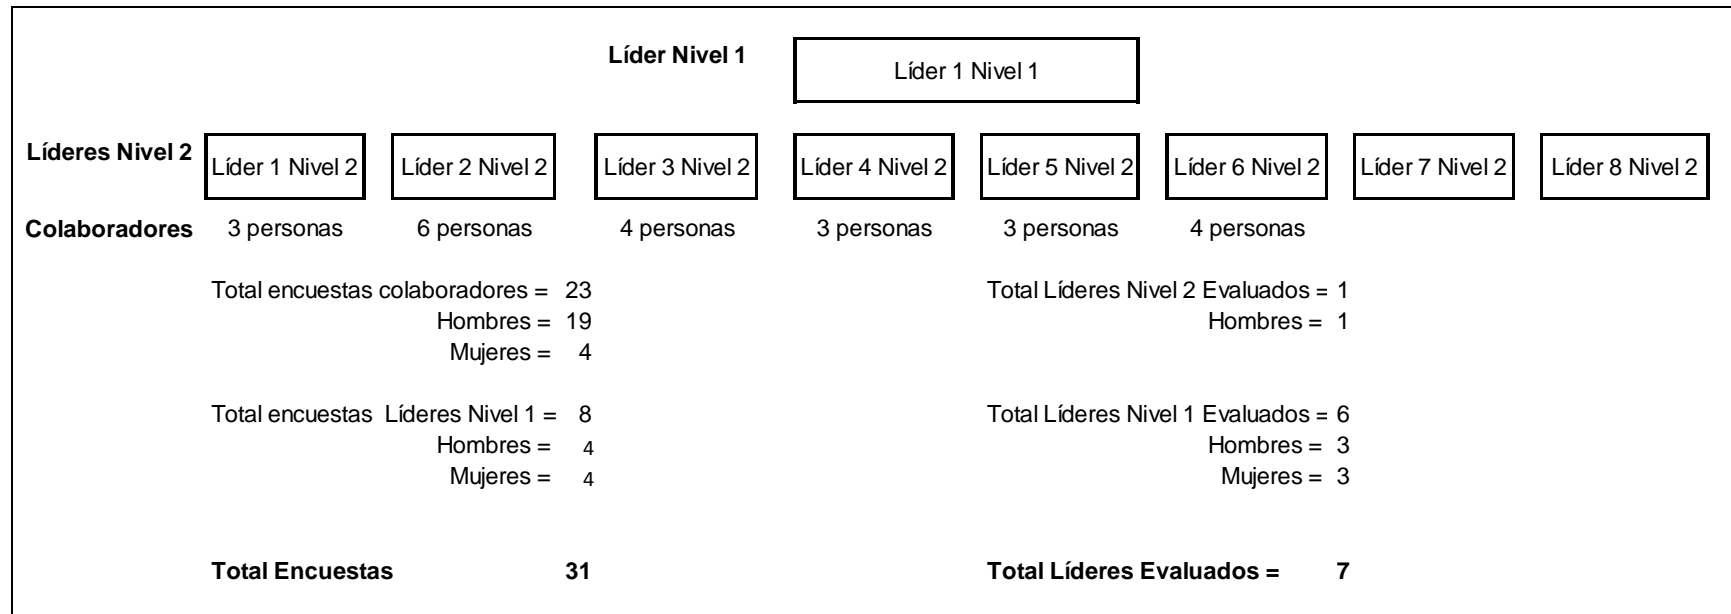 Líder Nivel 1
Líder 1 Nivel 1
Líderes Nivel 2
Líder 1 Nivel 2
Líder 2 Nivel 2
Líder 3 Nivel 2
Líder 4 Nivel 2
Líder 5 Nivel 2
Líder 6 Nivel 2
Líder 7 Nivel 2
Líder 8 Nivel 2
Colaboradores
3 personas
6 personas
4 personas
3 personas
3 personas
4 personas
Total encuestas colaboradores = 23
Hombres = 19
Mujeres = 4
Total Líderes Nivel 2 Evaluados = 1
Hombres = 1
Total encuestas Líderes Nivel 1 = 8
Hombres = 4
Mujeres = 4
Total Líderes Nivel 1 Evaluados = 6
Hombres = 3
Mujeres = 3
Total Encuestas 31
Total Líderes Evaluados = 7